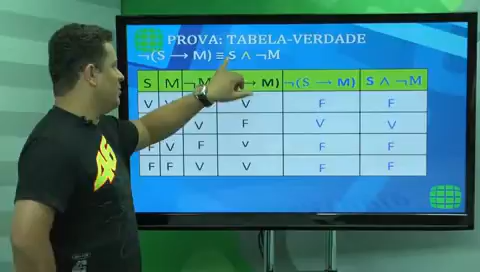 PROVA: TABELA-VERDADE
¬(S → M) ≡ S ∧ ¬M
S M ¬M → M) ¬(S → M) S ∧ ¬M
V V V F F
V F V V
F V F V F F
F F V V F F